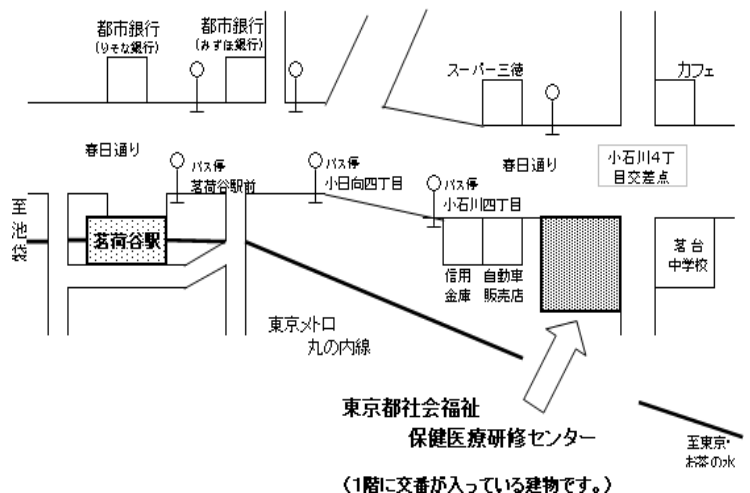 都市銀行
(りそな銀行)
都市銀行
(みずほ銀行)
スーパー三徳
カフェ
春日通り
バス停
茗荷谷駅前
バス停
小日向四丁目
バス停
小石川四丁目
春日通り
小石川4丁
目交差点
至池袋
茗荷谷駅
信用
金庫
自動車
販売店
茗台
中学校
東京メトロ
丸の内線
東京都社会福祉
保健医療研修センター
至東京・
お茶の水
(1階に交番が入っている建物です。)